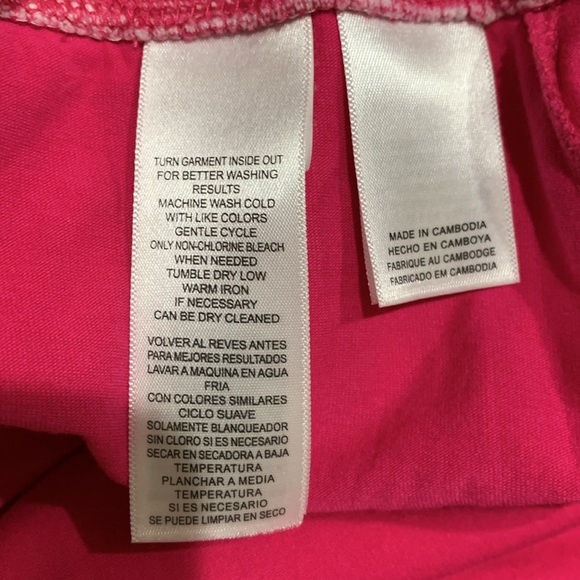 TURN GARMENT INSIDE OUT
FOR BETTER WASHING
RESULTS
MACHINE WASH COLD
WITH LIKE COLORS
GENTLE CYCLE
ONLY NON-CHLORINE BLEACH
WHEN NEEDED
TUMBLE DRY LOW
WARM IRON
IF NECESSARY
CAN BE DRY CLEANED
VOLVER AL REVES ANTES
PARA MEJORES RESULTADOS
LAVAR A MAQUINA EN AGUA
FRIA
CON COLORES SIMILARES
CICLO SUAVE
SOLAMENTE BLANQUEADOR
SIN CLORO SI ES NECESARIO
SECAR EN SECADORA A BAJA
TEMPERATURA
PLANCHAR A MEDIA
TEMPERATURA
SI ES NECESARIO
SE PUEDE LIMPIAR EN SECO
MADE IN CAMBODIA
HECHO EN CAMBOYA
FABRIQUE AU CAMBODGE
FABRICADO EM CAMBODIA